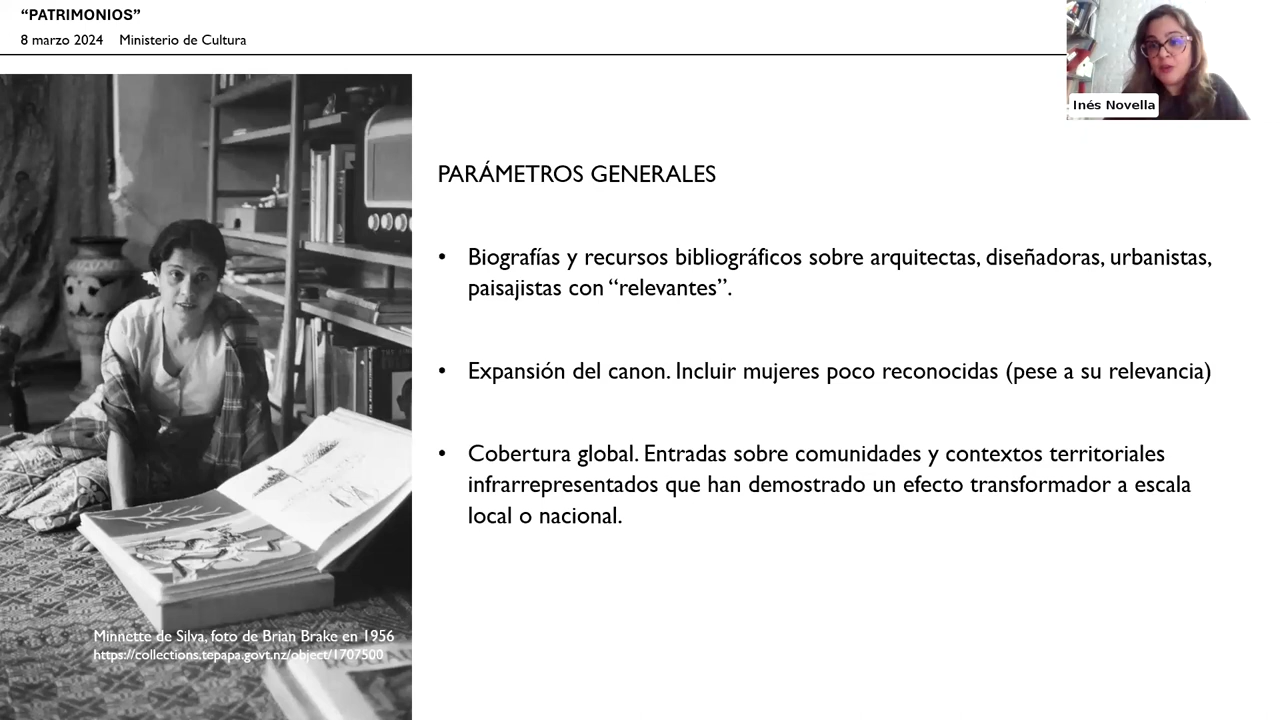 “PATRIMONIOS”
8 marzo 2024 Ministerio de Cultura
Inés Novella
PARÁMETROS GENERALES
• Biografías y recursos bibliográficos sobre arquitectas, diseñadoras, urbanistas,
paisajistas con “relevantes”.
• Expansión del canon. Incluir mujeres poco reconocidas (pese a su relevancia)
• Cobertura global. Entradas sobre comunidades y contextos territoriales
infrarrepresentados que han demostrado un efecto transformador a escala
local o nacional.
Minnette de Silva, foto de Brian Brake en 1956
https://collections.tepapa.govt.nz/object/1707500